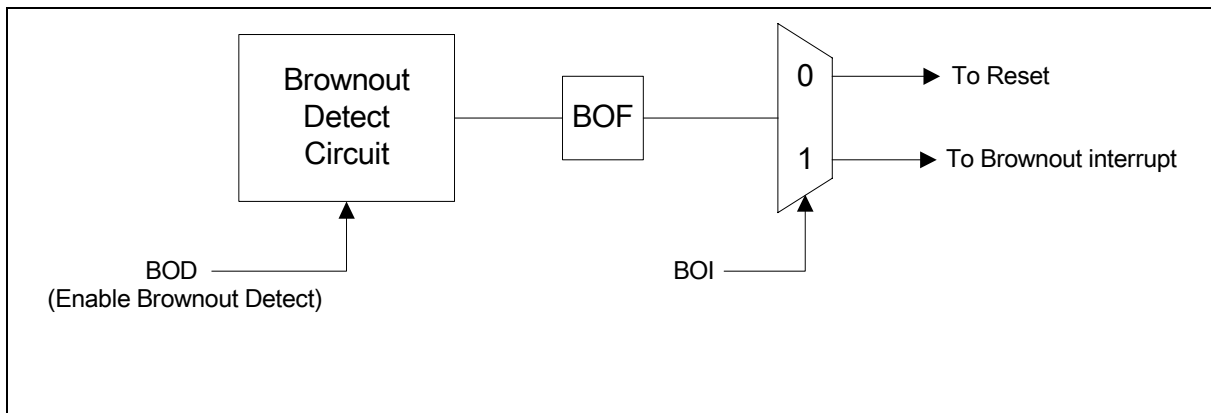 Brownout
Detect
Circuit
BOF
0
1
To Reset
To Brownout interrupt
BOD
(Enable Brownout Detect)
BOI